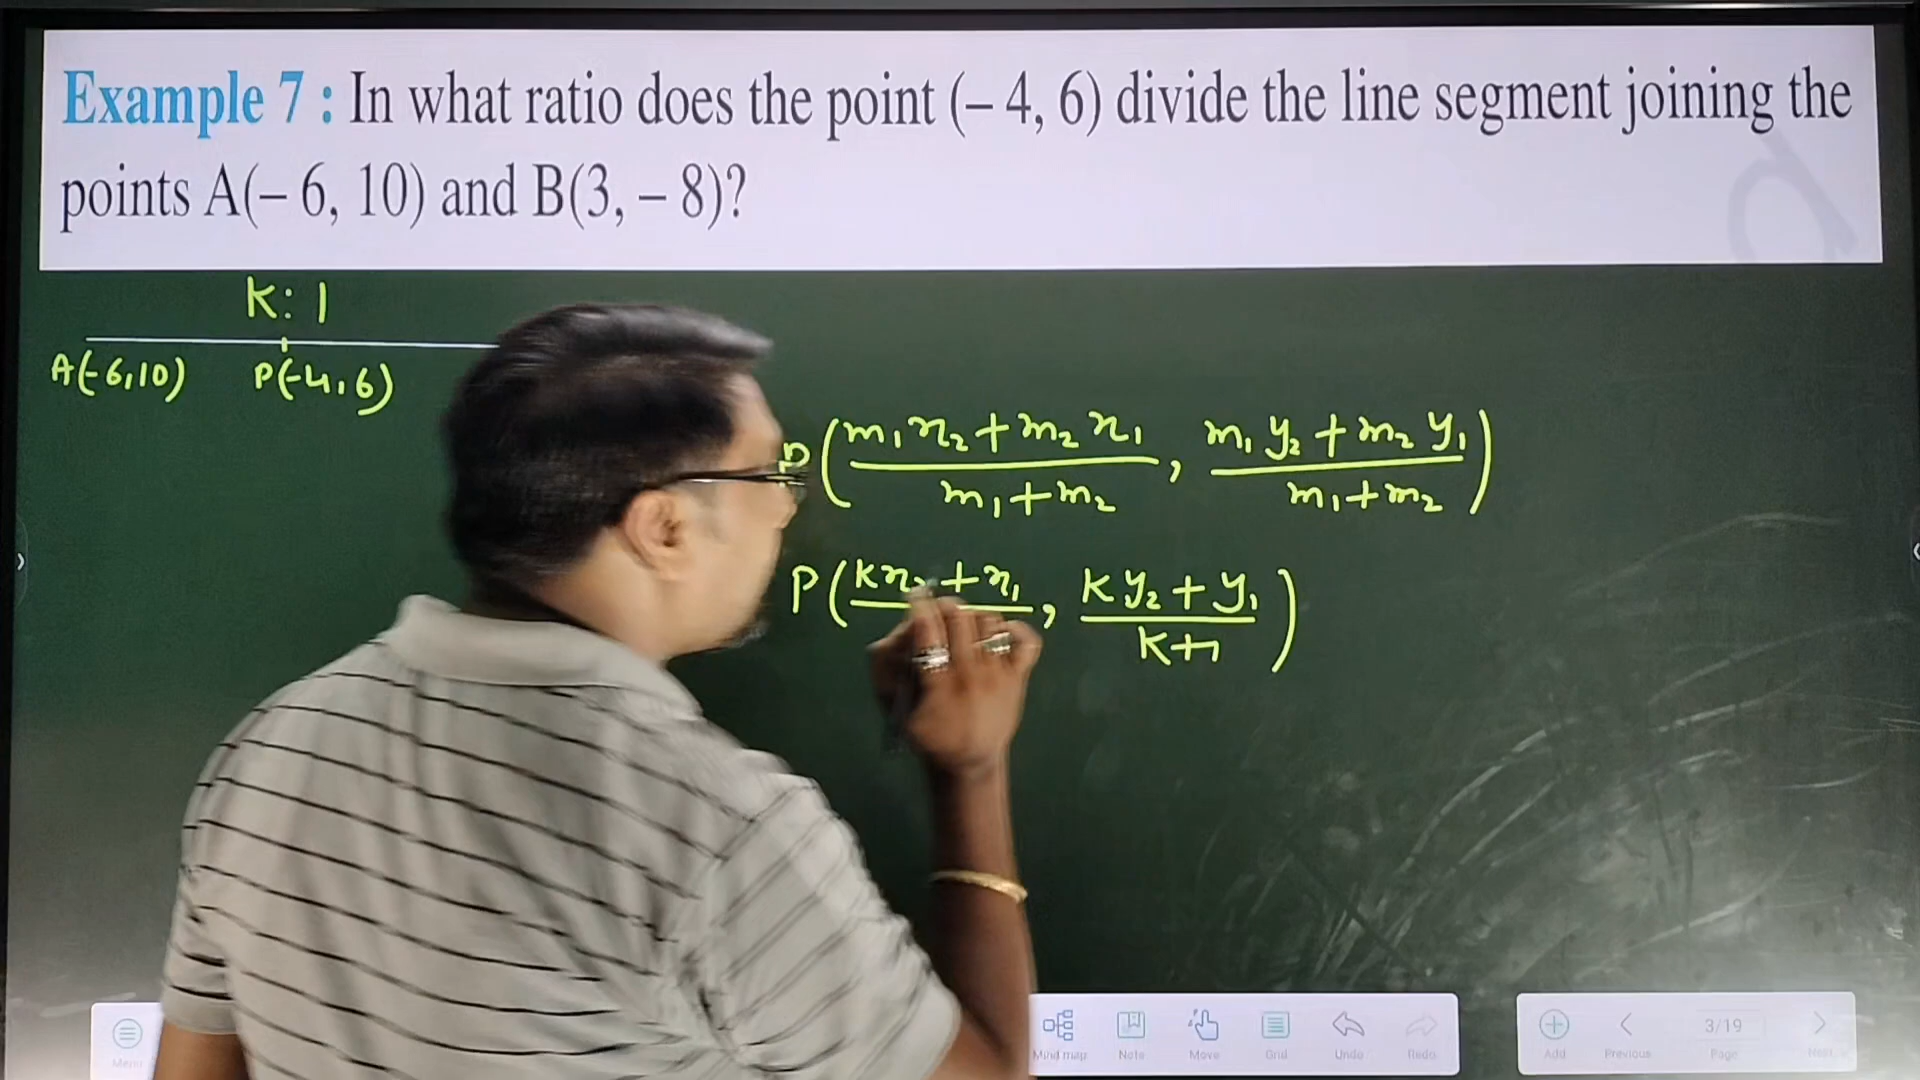 Example 7 : In what ratio does the point (– 4, 6) divide the line segment joining the
points A(– 6, 10) and B(3, – 8)?
K : 1
A(-6,10) P(-4,6)
P(m₁x₂+m₂x₁/m₁+m₂, m₁y₂+m₂y₁/m₁+m₂)
P(Kx₂+x₁, Ky₂+y₁/K+1)
Menu Mind map Note Move Grid Undo Redo Add Previous 3/19 Page Next